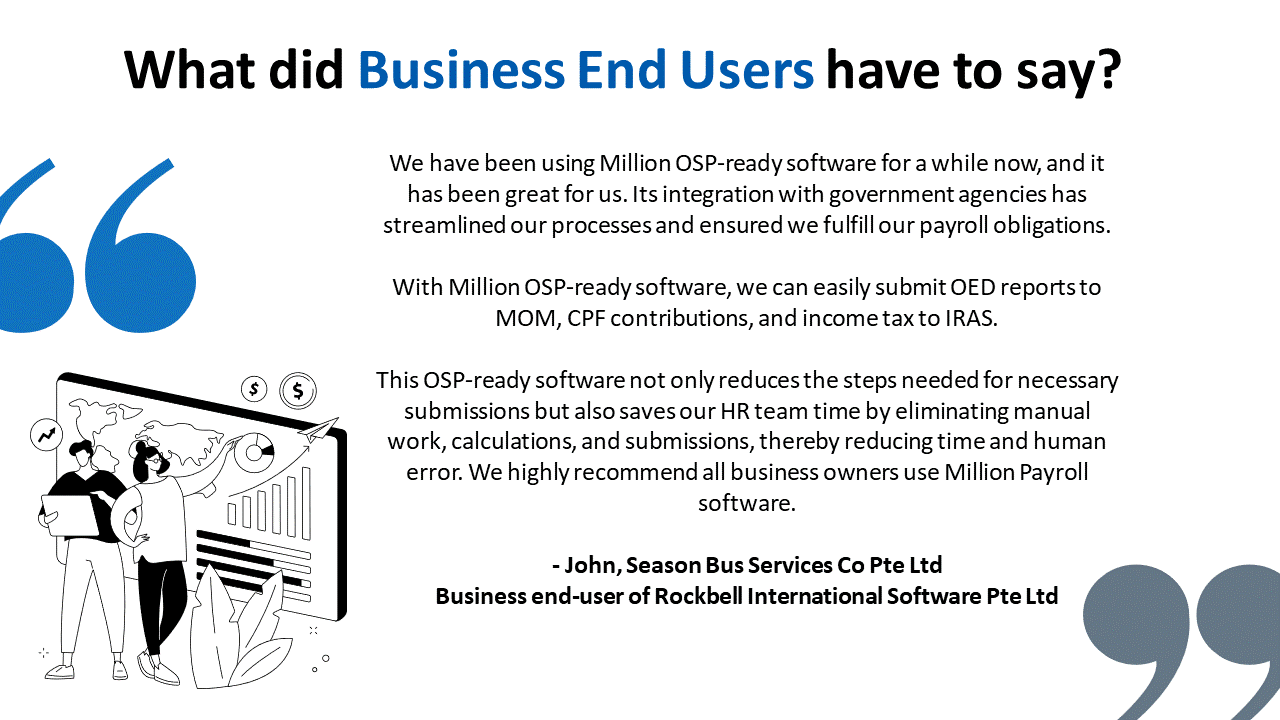 What did Business End Users have to say?
We have been using Million OSP-ready software for a while now, and it
has been great for us. Its integration with government agencies has
streamlined our processes and ensured we fulfill our payroll obligations.
With Million OSP-ready software, we can easily submit OED reports to
MOM, CPF contributions, and income tax to IRAS.
This OSP-ready software not only reduces the steps needed for necessary
submissions but also saves our HR team time by eliminating manual
work, calculations, and submissions, thereby reducing time and human
error. We highly recommend all business owners use Million Payroll
software.
- John, Season Bus Services Co Pte Ltd
Business end-user of Rockbell International Software Pte Ltd